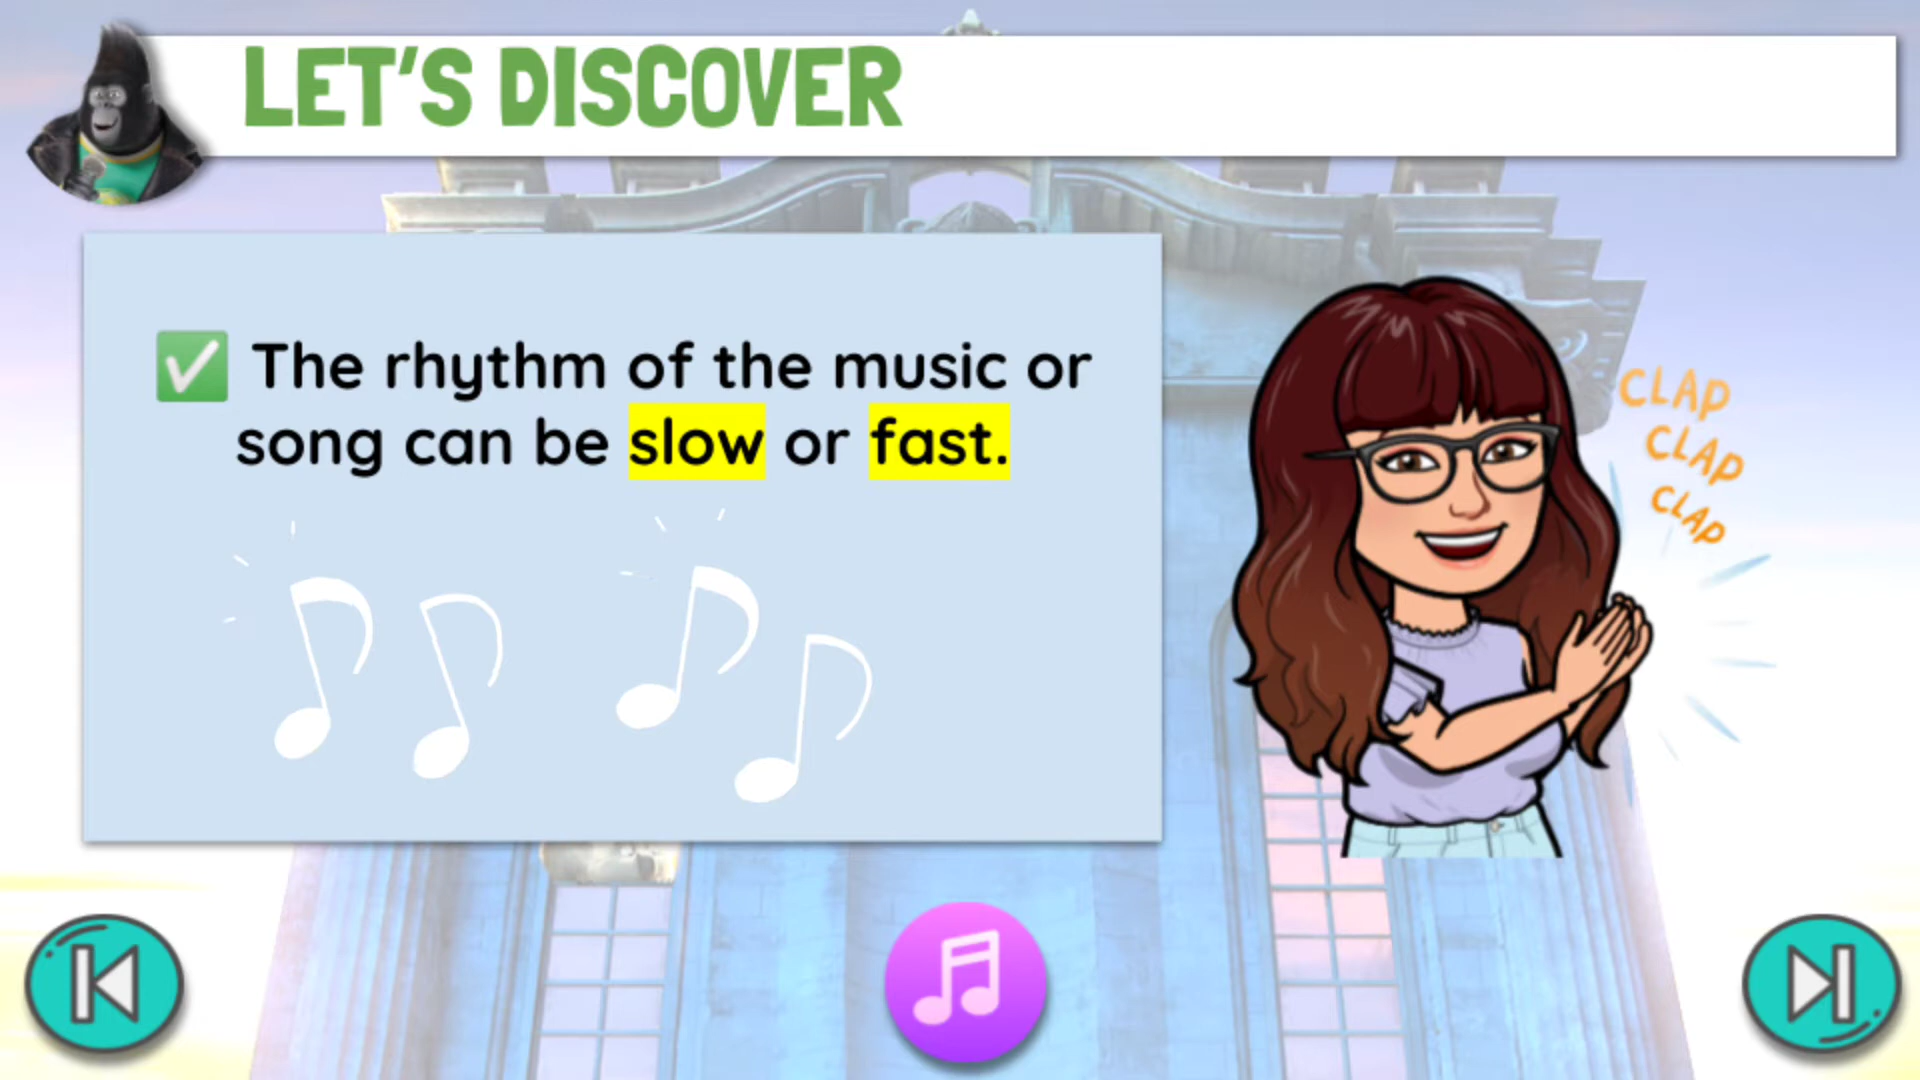 LET'S DISCOVER
✅ The rhythm of the music or
song can be slow or fast.
CLAP
CLAP
CLAP